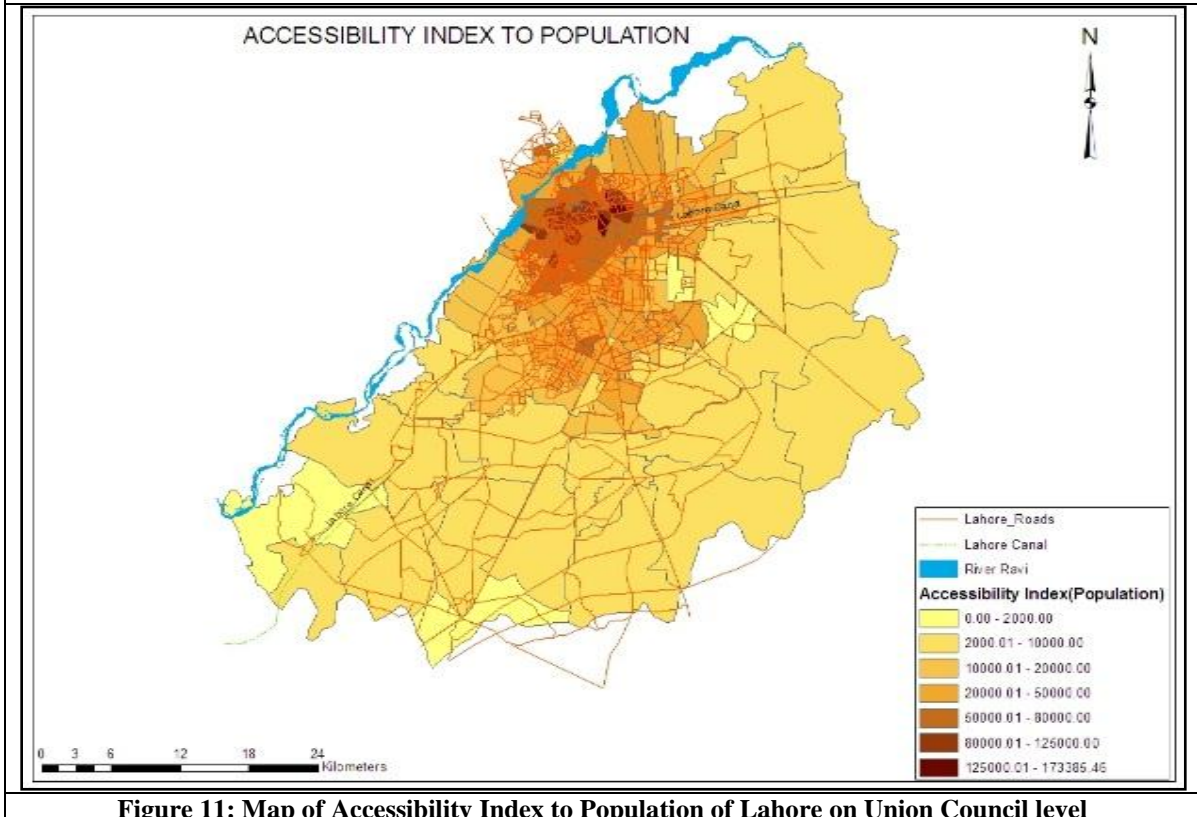 ACCESSIBILITY INDEX TO POPULATION
N
Lahore Canal
Lahore Canal
Lahore_Roads
Lahore Canal
River Ravi
Accessibility Index(Population)
0.00 - 2000.00
2000.01 - 10000.00
10000.01 - 20000.00
20000.01 - 50000.00
50000.01 - 80000.00
80000.01 - 125000.00
125000.01 - 173385.46
0 3 6 12 18 24
Kilometers
Figure 11: Map of Accessibility Index to Population of Lahore on Union Council level